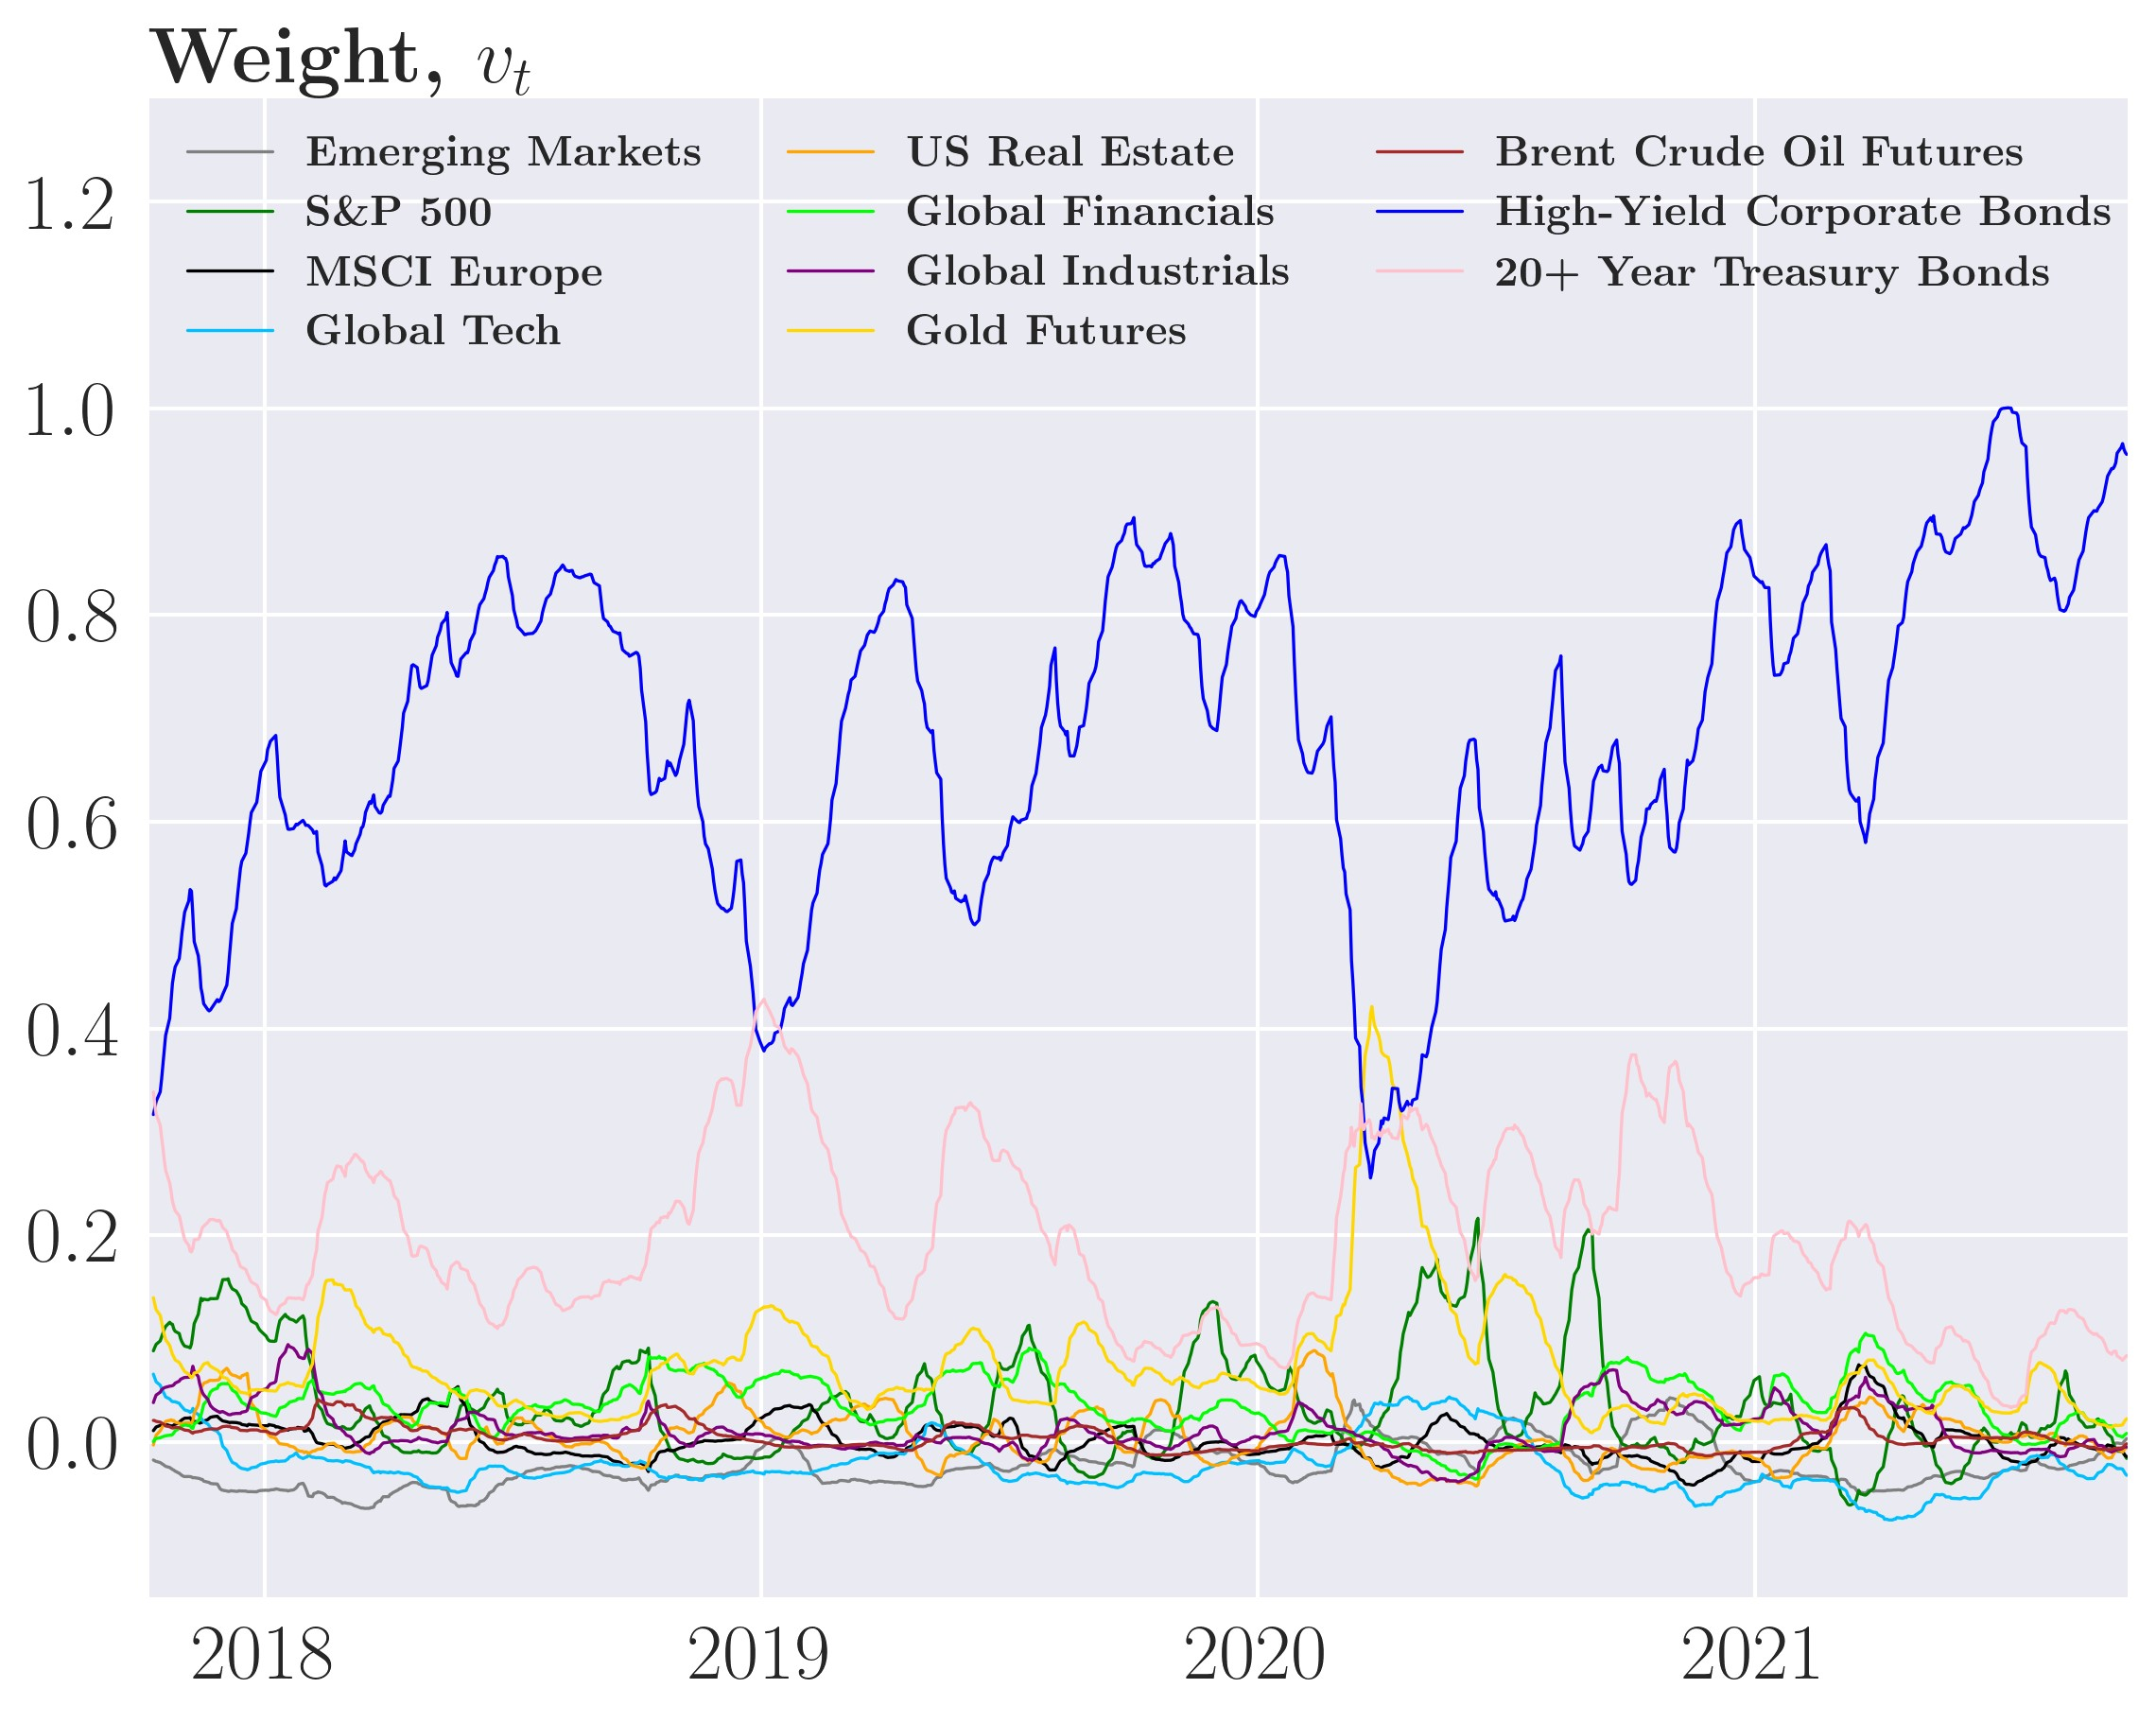 Weight, v_t
Emerging Markets
S&P 500
MSCI Europe
Global Tech
US Real Estate
Global Financials
Global Industrials
Gold Futures
Brent Crude Oil Futures
High-Yield Corporate Bonds
20+ Year Treasury Bonds
1.2
1.0
0.8
0.6
0.4
0.2
0.0
2018 2019 2020 2021